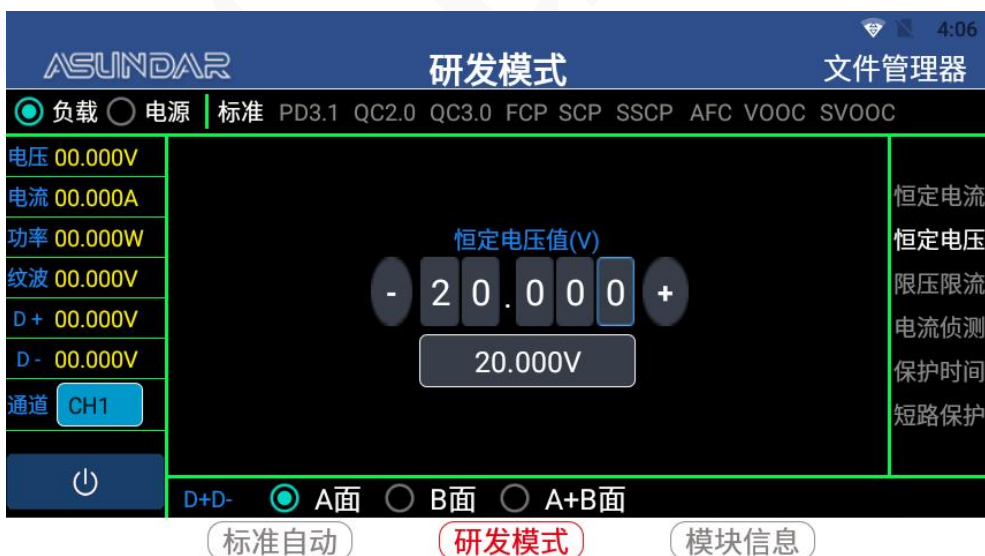 4:06
ASUNDAR 研发模式 文件管理器
负载 电源 标准 PD3.1 QC2.0 QC3.0 FCP SCP SSCP AFC VOOC SVOOC
电压 00.000V
电流 00.000A
功率 00.000W
纹波 00.000V
D+ 00.000V
D- 00.000V
通道 CH1
恒定电压值(V)
- 20.000 +
20.000V
恒定电流
恒定电压
限压限流
电流侦测
保护时间
短路保护
D+D- A面 B面 A+B面
标准自动 研发模式 模块信息